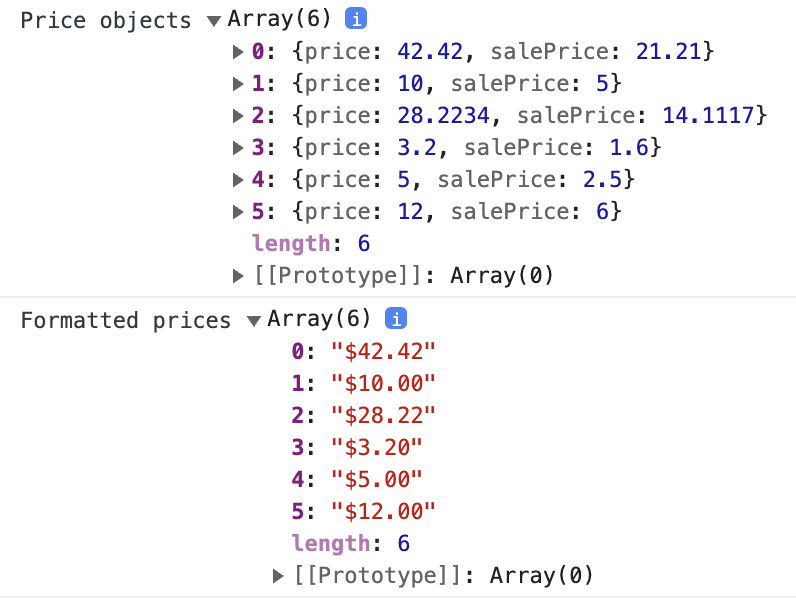 Price objects ▼Array(6) i
▶0: {price: 42.42, salePrice: 21.21}
▶1: {price: 10, salePrice: 5}
▶2: {price: 28.2234, salePrice: 14.1117}
▶3: {price: 3.2, salePrice: 1.6}
▶4: {price: 5, salePrice: 2.5}
▶5: {price: 12, salePrice: 6}
length: 6
▶[[Prototype]]: Array(0)
Formatted prices ▼Array(6) i
0: "$42.42"
1: "$10.00"
2: "$28.22"
3: "$3.20"
4: "$5.00"
5: "$12.00"
length: 6
▶[[Prototype]]: Array(0)